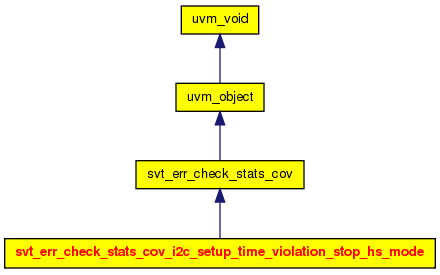 uvm_void
uvm_object
svt_err_check_stats_cov
svt_err_check_stats_cov_i2c_setup_time_violation_stop_hs_mode